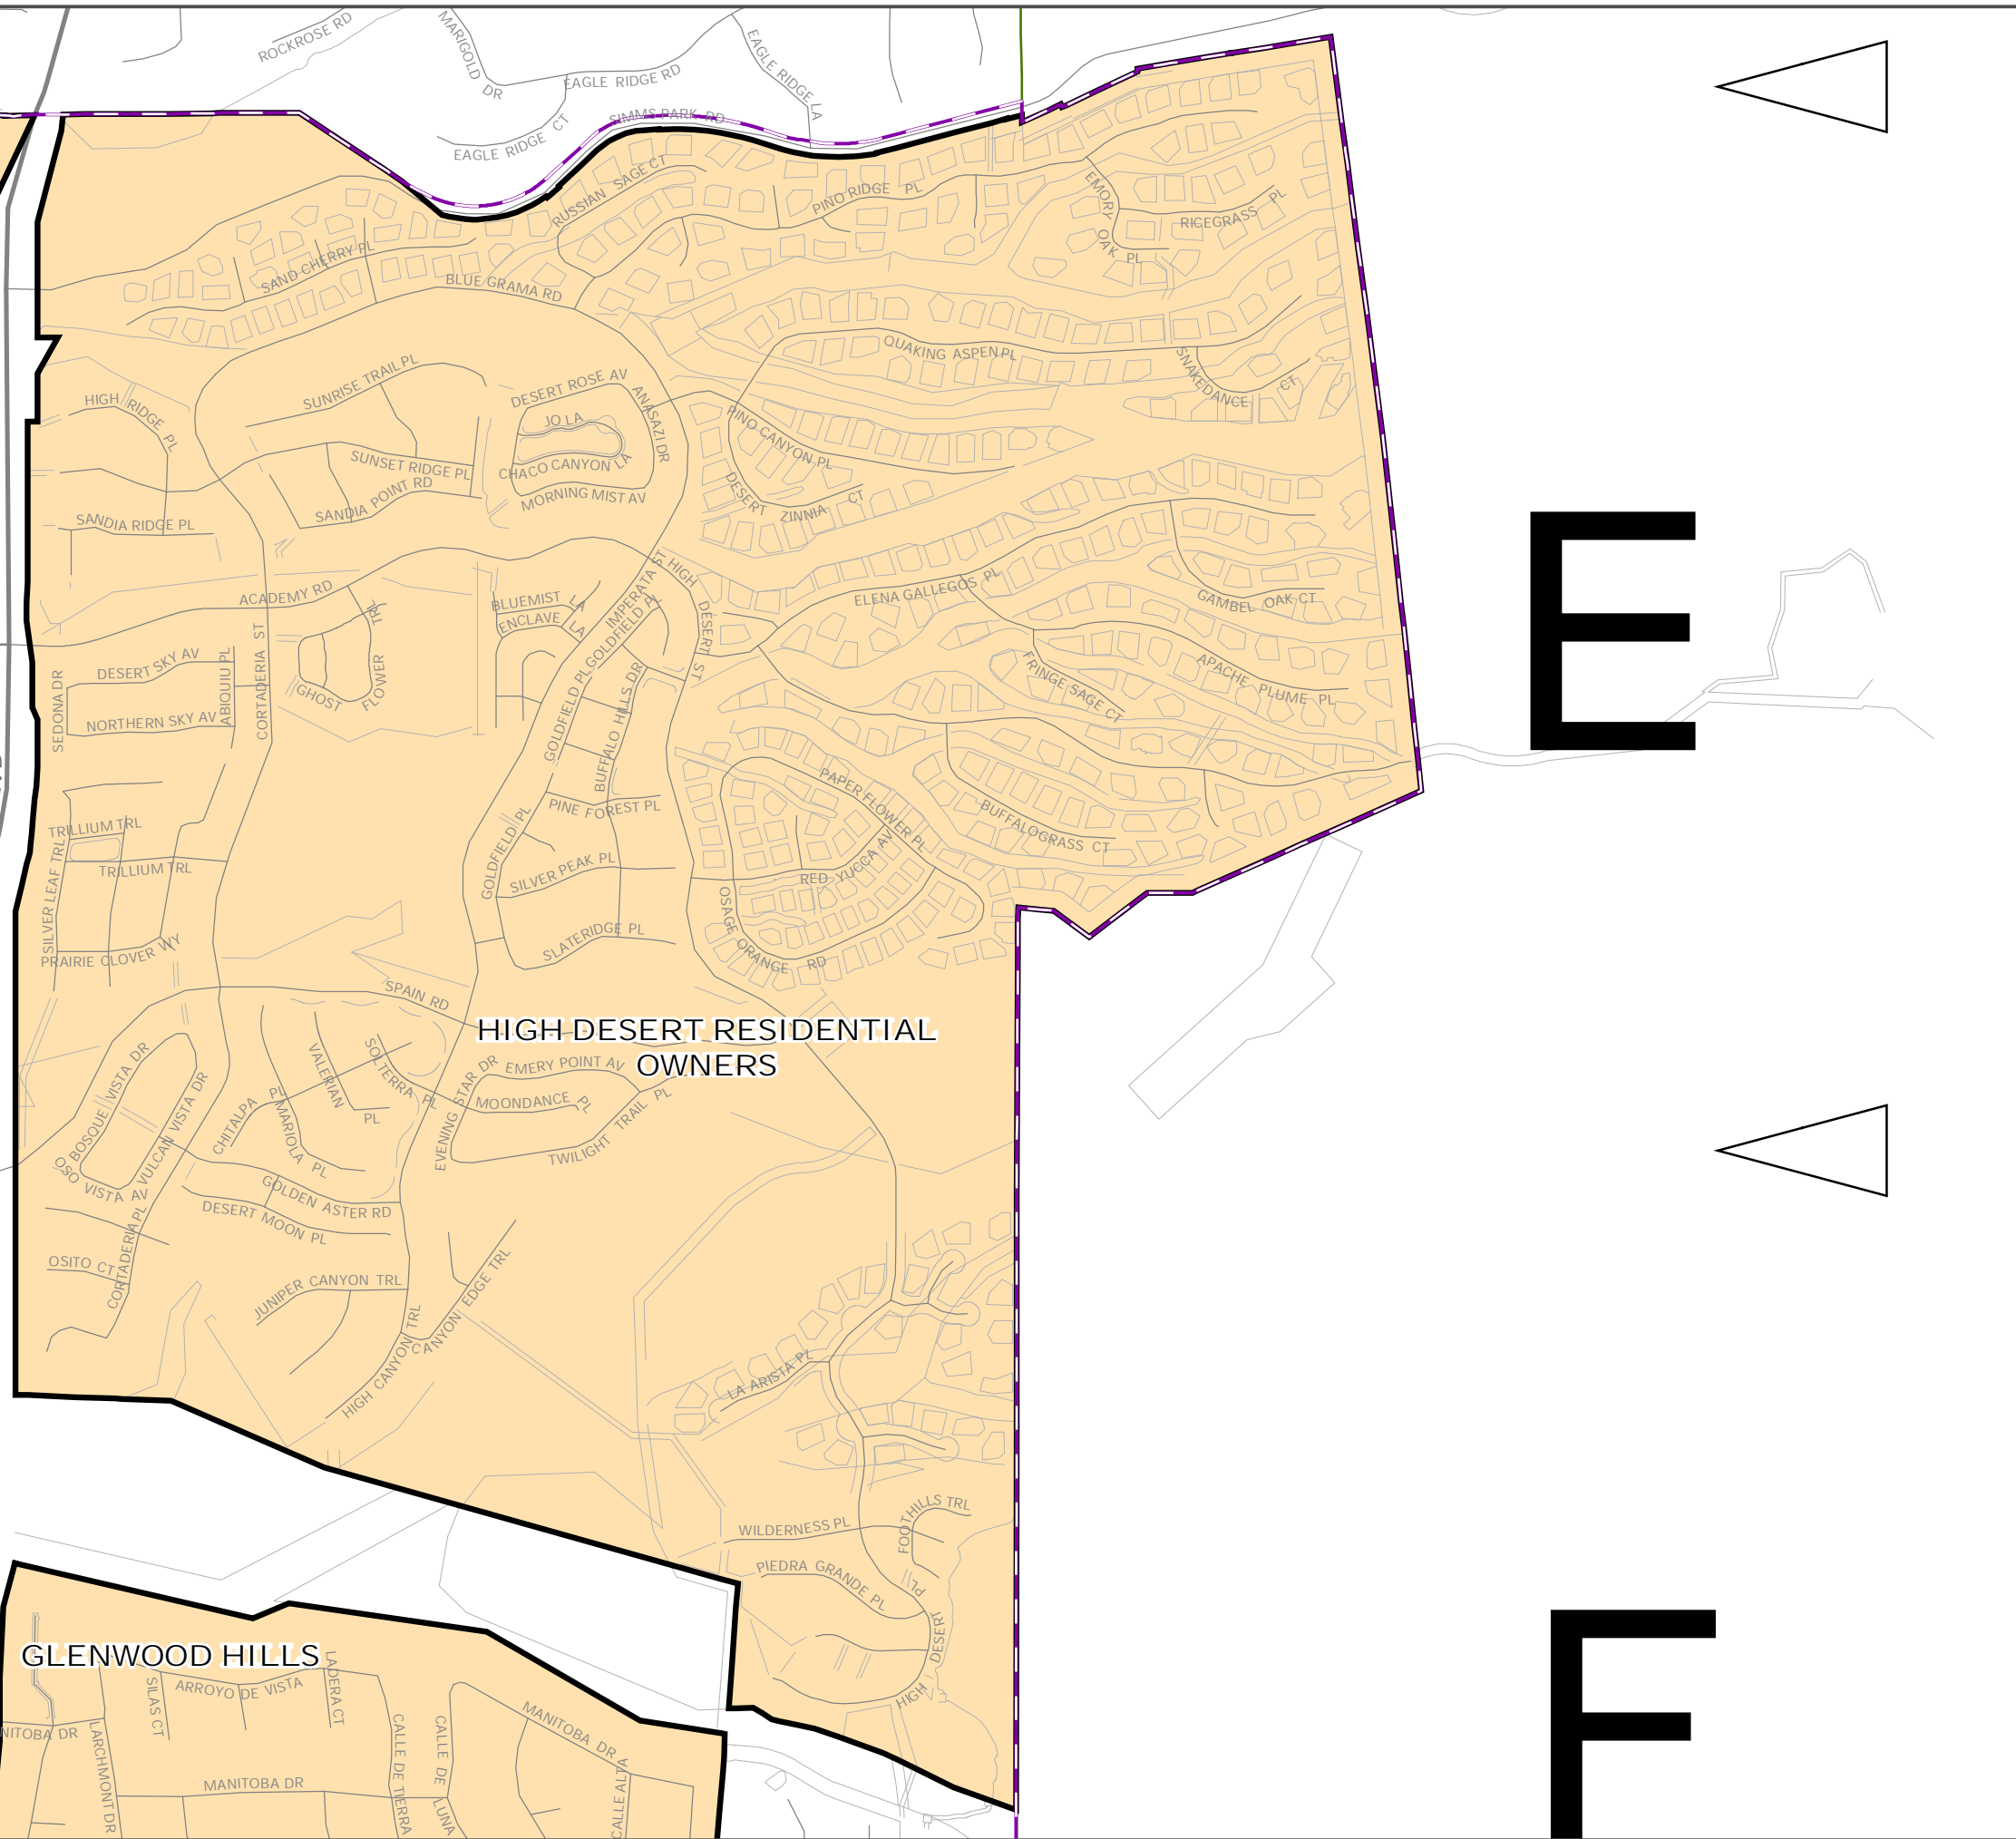 ROCKROSE RD
MARIGOLD DR
EAGLE RIDGE RD
EAGLE RIDGE LA
EAGLE RIDGE CT
SIMMS PARK RD
RUSSIAN SAGE CT
PINO RIDGE PL
EMORY OAK PL
RICEGRASS PL
SAND CHERRY PL
BLUE GRAMA RD
QUAKING ASPEN PL
SNAKEDANCE CT
SUNRISE TRAIL PL
DESERT ROSE AV
ANASAZI DR
HIGH RIDGE PL
JO LA
PINO CANYON PL
SUNSET RIDGE PL
CHACO CANYON LA
MORNING MIST AV
SANDIA POINT RD
DESERT ZINNIA CT
SANDIA RIDGE PL
E
ACADEMY RD
BLUEMIST LA
ENCLAVE LA
IMPERATA ST
GOLDFIELD PL
HIGH DESERT ST
ELENA GALLEGOS PL
GAMBEL OAK CT
GHOST FLOWER TRL
DESERT SKY AV
ABIQUIU PL
CORTADERIA ST
SEDONA DR
NORTHERN SKY AV
GOLDFIELD PL
BUFFALO HILLS DR
FRINGE SAGE CT
APACHE PLUME PL
PINE FOREST PL
PAPER FLOWER PL
BUFFALOGRASS CT
TRILLIUM TRL
TRILLIUM TRL
SILVER LEAF TRL
GOLDFIELD PL
SILVER PEAK PL
RED YUCCA AV
OSAGE ORANGE RD
SLATERIDGE PL
PRAIRIE CLOVER WY
SPAIN RD
HIGH DESERT RESIDENTIAL
OWNERS
BOSQUE VISTA DR
VULCAN VISTA DR
OSO VISTA AV
VALERIAN PL
SOLTERRA PL
CHITALPA PL
MARIOLA PL
EVENING STAR DR
EMERY POINT AV
MOONDANCE PL
TWILIGHT TRAIL PL
GOLDEN ASTER RD
DESERT MOON PL
CORTADERIA PL
OSITO CT
JUNIPER CANYON TRL
CANYON EDGE TRL
HIGH CANYON TRL
LA ARISTA PL
WILDERNESS PL
FOOTHILLS TRL
PIEDRA GRANDE PL
HIGH DESERT PL
F
GLENWOOD HILLS
SILAS CT
ARROYO DE VISTA
LADERA CT
NITOBA DR
LARCHMONT DR
MANITOBA DR
CALLE DE TIERRA
CALLE DE LUNA
MANITOBA DR
CALLE ALTA